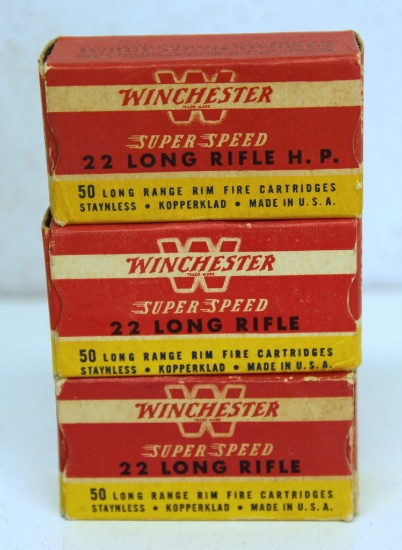 WINCHESTER
TRADE MARK
SUPER-SPEED
22 LONG RIFLE H. P.
50 LONG RANGE RIM FIRE CARTRIDGES
STAYNLESS • KOPPERKLAD • MADE IN U. S. A.
WINCHESTER
TRADE MARK
SUPER-SPEED
22 LONG RIFLE
50 LONG RANGE RIM FIRE CARTRIDGES
STAYNLESS • KOPPERKLAD • MADE IN U. S. A.
WINCHESTER
TRADE MARK
SUPER-SPEED
22 LONG RIFLE
50 LONG RANGE RIM FIRE CARTRIDGES
STAYNLESS • KOPPERKLAD • MADE IN U. S. A.